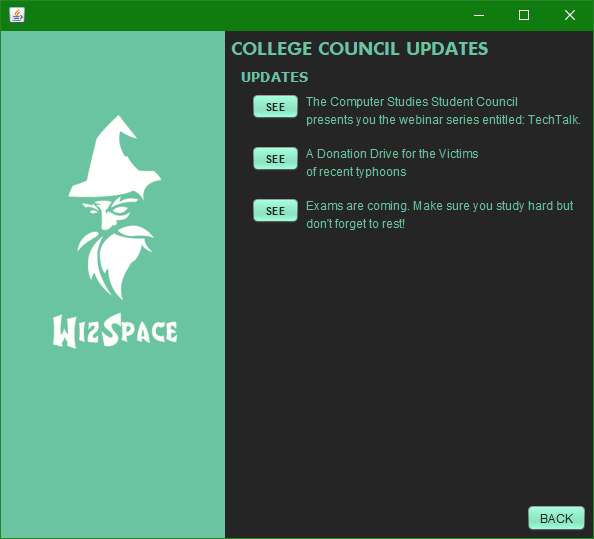 COLLEGE COUNCIL UPDATES
UPDATES
SEE
The Computer Studies Student Council
presents you the webinar series entitled: TechTalk.
SEE
A Donation Drive for the Victims
of recent typhoons
SEE
Exams are coming. Make sure you study hard but
don't forget to rest!
WIZSPACE
BACK